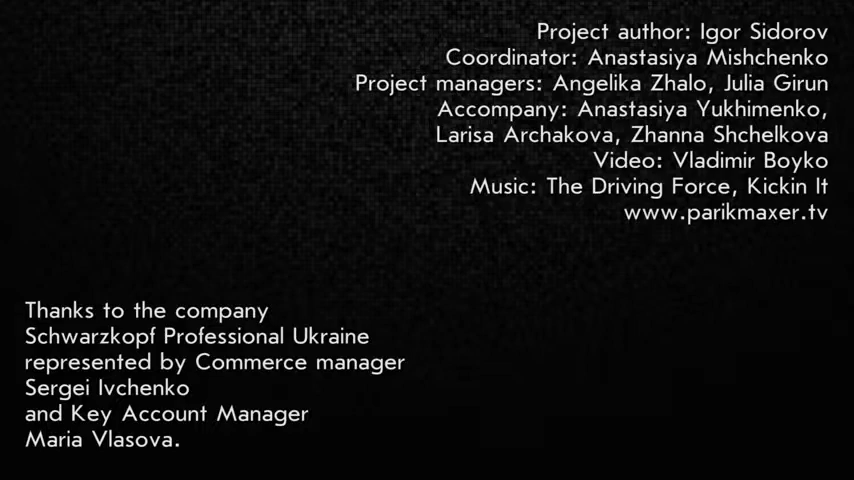 Project author: Igor Sidorov
Coordinator: Anastasiya Mishchenko
Project managers: Angelika Zhalo, Julia Girun
Accompany: Anastasiya Yukhimenko,
Larisa Archakova, Zhanna Shchelkova
Video: Vladimir Boyko
Music: The Driving Force, Kickin It
www.parikmaxer.tv
Thanks to the company
Schwarzkopf Professional Ukraine
represented by Commerce manager
Sergei Ivchenko
and Key Account Manager
Maria Vlasova.